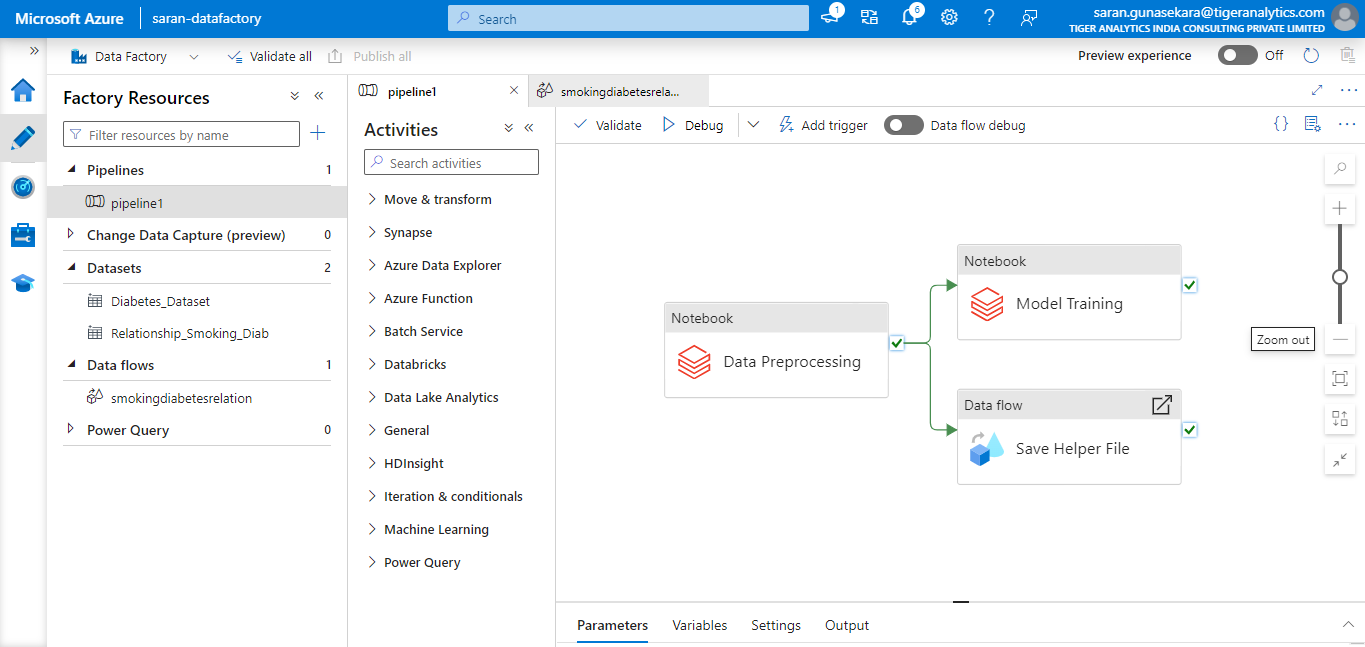 Microsoft Azure
saran-datafactory
Search
1
6
saran.gunasekara@tigeranalytics.com
TIGER ANALYTICS INDIA CONSULTING PRIVATE LIMITED
Data Factory
Validate all
Publish all
Preview experience
Off
Factory Resources
Filter resources by name
Pipelines 1
pipeline1
Change Data Capture (preview) 0
Datasets 2
Diabetes_Dataset
Relationship_Smoking_Diab
Data flows 1
smokingdiabetesrelation
Power Query 0
pipeline1
smokingdiabetesrela...
Activities
Search activities
Move & transform
Synapse
Azure Data Explorer
Azure Function
Batch Service
Databricks
Data Lake Analytics
General
HDInsight
Iteration & conditionals
Machine Learning
Power Query
Validate
Debug
Add trigger
Data flow debug
Notebook
Data Preprocessing
Notebook
Model Training
Data flow
Save Helper File
Zoom out
Parameters
Variables
Settings
Output